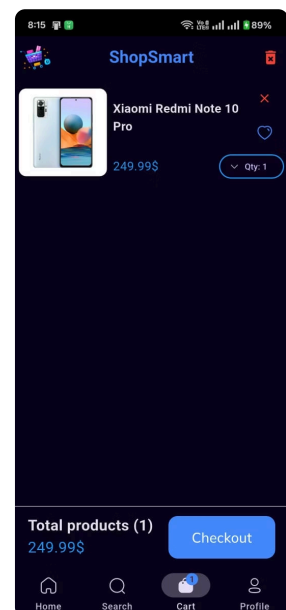 8:15
89%
ShopSmart
Xiaomi Redmi Note 10
Pro
249.99$
Qty: 1
Total products (1)
249.99$
Checkout
1
Home Search Cart Profile